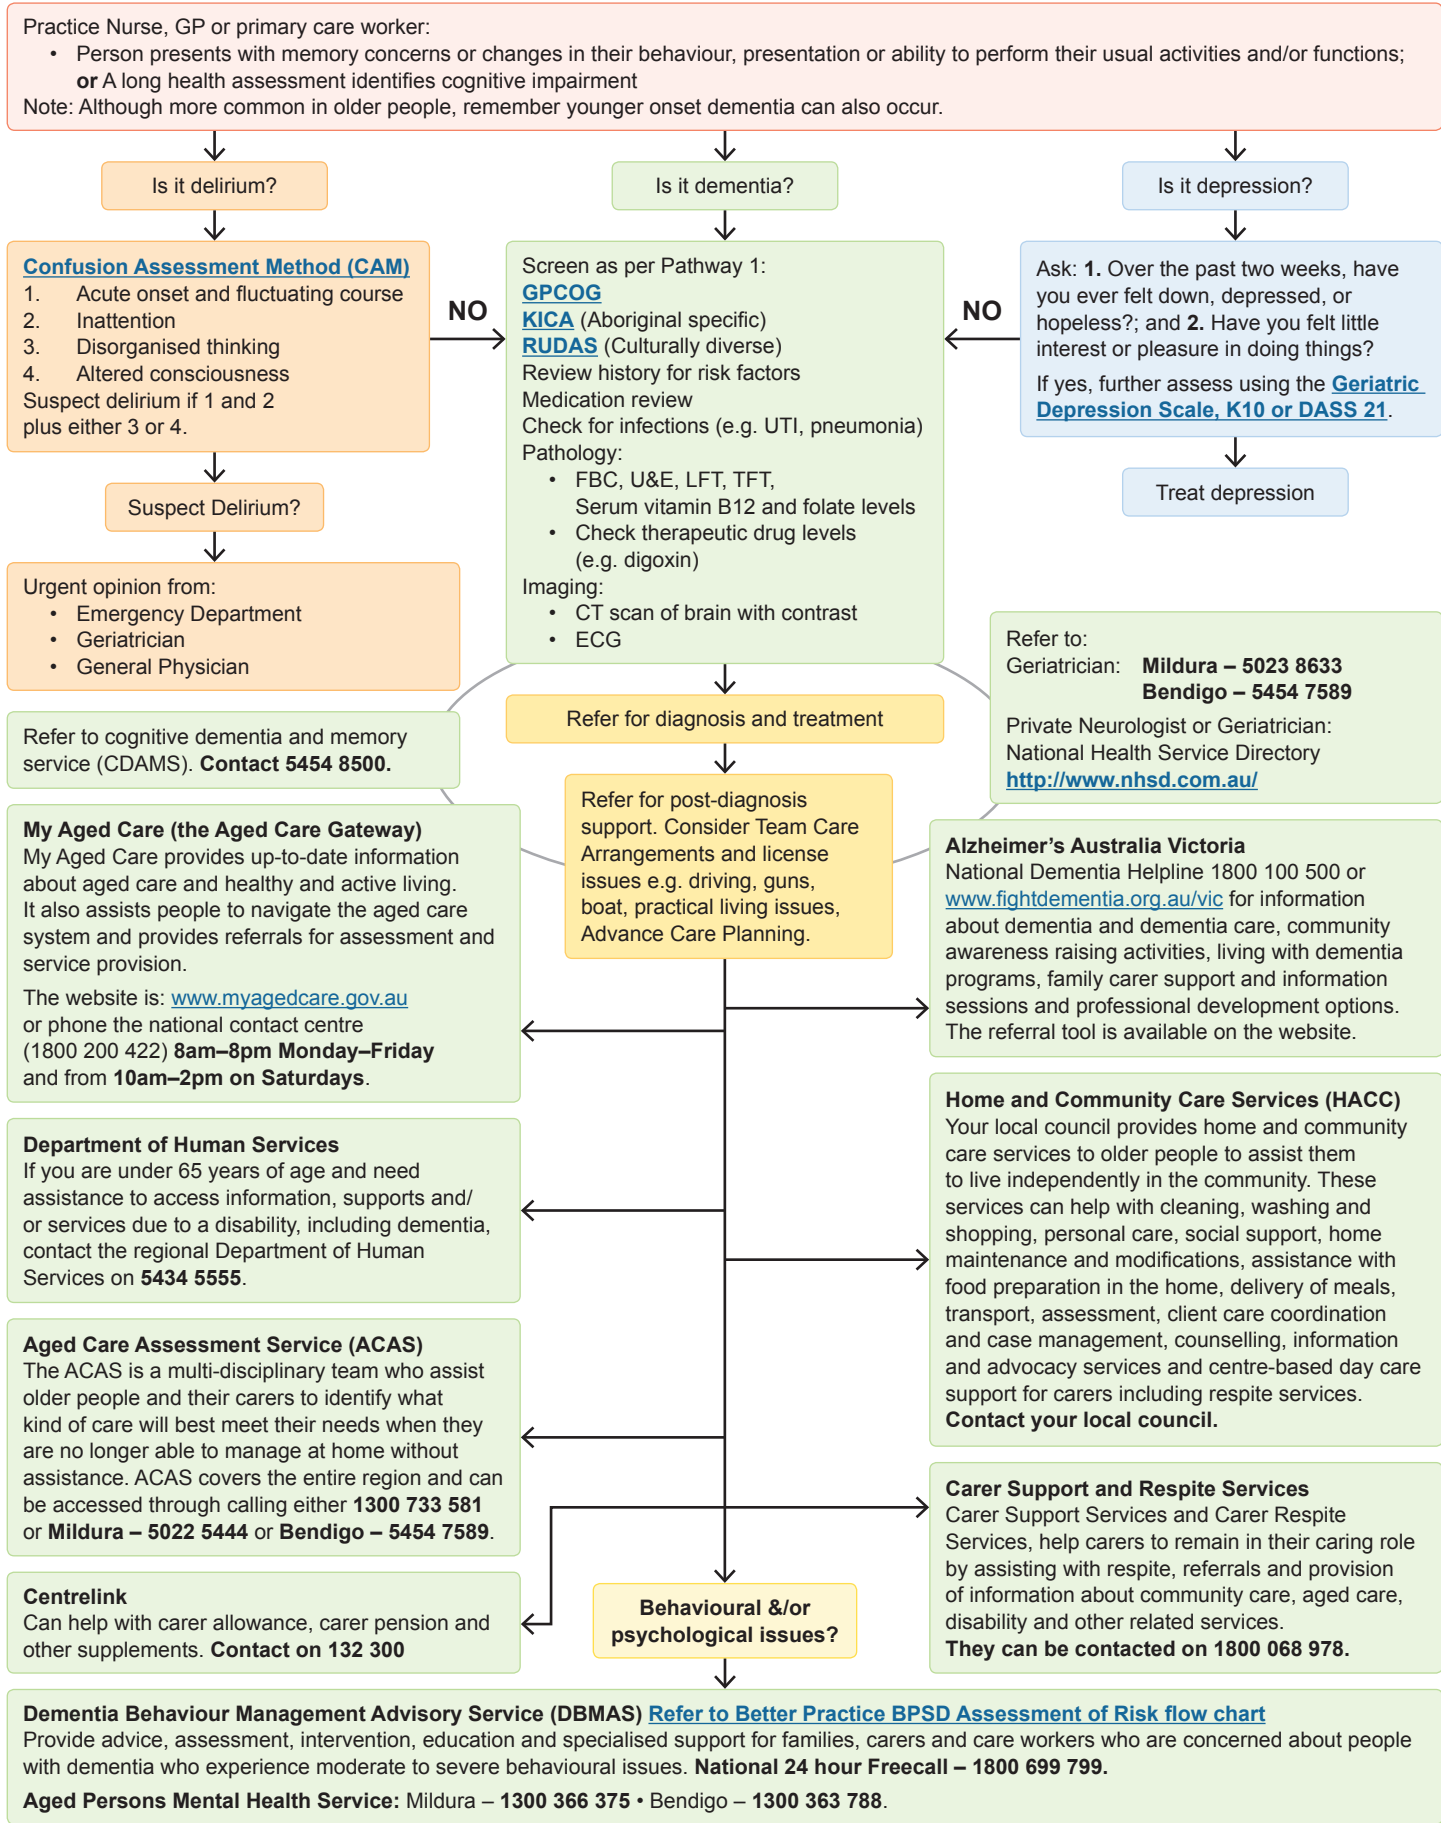 Practice Nurse, GP or primary care worker:
• Person presents with memory concerns or changes in their behaviour, presentation or ability to perform their usual activities and/or functions;
or A long health assessment identifies cognitive impairment
Note: Although more common in older people, remember younger onset dementia can also occur.
Is it delirium?
Is it dementia?
Is it depression?
Confusion Assessment Method (CAM)
1. Acute onset and fluctuating course
2. Inattention
3. Disorganised thinking
4. Altered consciousness
Suspect delirium if 1 and 2
plus either 3 or 4.
NO
Screen as per Pathway 1:
GPCOG
KICA (Aboriginal specific)
RUDAS (Culturally diverse)
Review history for risk factors
Medication review
Check for infections (e.g. UTI, pneumonia)
Pathology:
• FBC, U&E, LFT, TFT,
Serum vitamin B12 and folate levels
• Check therapeutic drug levels
(e.g. digoxin)
Imaging:
• CT scan of brain with contrast
• ECG
NO
Ask: 1. Over the past two weeks, have
you ever felt down, depressed, or
hopeless?; and 2. Have you felt little
interest or pleasure in doing things?
If yes, further assess using the Geriatric
Depression Scale, K10 or DASS 21.
Treat depression
Suspect Delirium?
Urgent opinion from:
• Emergency Department
• Geriatrician
• General Physician
Refer to:
Geriatrician: Mildura – 5023 8633
Bendigo – 5454 7589
Private Neurologist or Geriatrician:
National Health Service Directory
http://www.nhsd.com.au/
Refer for diagnosis and treatment
Refer to cognitive dementia and memory
service (CDAMS). Contact 5454 8500.
Refer for post-diagnosis
support. Consider Team Care
Arrangements and license
issues e.g. driving, guns,
boat, practical living issues,
Advance Care Planning.
My Aged Care (the Aged Care Gateway)
My Aged Care provides up-to-date information
about aged care and healthy and active living.
It also assists people to navigate the aged care
system and provides referrals for assessment and
service provision.
The website is: www.myagedcare.gov.au
or phone the national contact centre
(1800 200 422) 8am–8pm Monday–Friday
and from 10am–2pm on Saturdays.
Alzheimer's Australia Victoria
National Dementia Helpline 1800 100 500 or
www.fightdementia.org.au/vic for information
about dementia and dementia care, community
awareness raising activities, living with dementia
programs, family carer support and information
sessions and professional development options.
The referral tool is available on the website.
Department of Human Services
If you are under 65 years of age and need
assistance to access information, supports and/
or services due to a disability, including dementia,
contact the regional Department of Human
Services on 5434 5555.
Home and Community Care Services (HACC)
Your local council provides home and community
care services to older people to assist them
to live independently in the community. These
services can help with cleaning, washing and
shopping, personal care, social support, home
maintenance and modifications, assistance with
food preparation in the home, delivery of meals,
transport, assessment, client care coordination
and case management, counselling, information
and advocacy services and centre-based day care
support for carers including respite services.
Contact your local council.
Aged Care Assessment Service (ACAS)
The ACAS is a multi-disciplinary team who assist
older people and their carers to identify what
kind of care will best meet their needs when they
are no longer able to manage at home without
assistance. ACAS covers the entire region and can
be accessed through calling either 1300 733 581
or Mildura – 5022 5444 or Bendigo – 5454 7589.
Carer Support and Respite Services
Carer Support Services and Carer Respite
Services, help carers to remain in their caring role
by assisting with respite, referrals and provision
of information about community care, aged care,
disability and other related services.
They can be contacted on 1800 068 978.
Centrelink
Can help with carer allowance, carer pension and
other supplements. Contact on 132 300
Behavioural &/or
psychological issues?
Dementia Behaviour Management Advisory Service (DBMAS) Refer to Better Practice BPSD Assessment of Risk flow chart
Provide advice, assessment, intervention, education and specialised support for families, carers and care workers who are concerned about people
with dementia who experience moderate to severe behavioural issues. National 24 hour Freecall – 1800 699 799.
Aged Persons Mental Health Service: Mildura – 1300 366 375 • Bendigo – 1300 363 788.